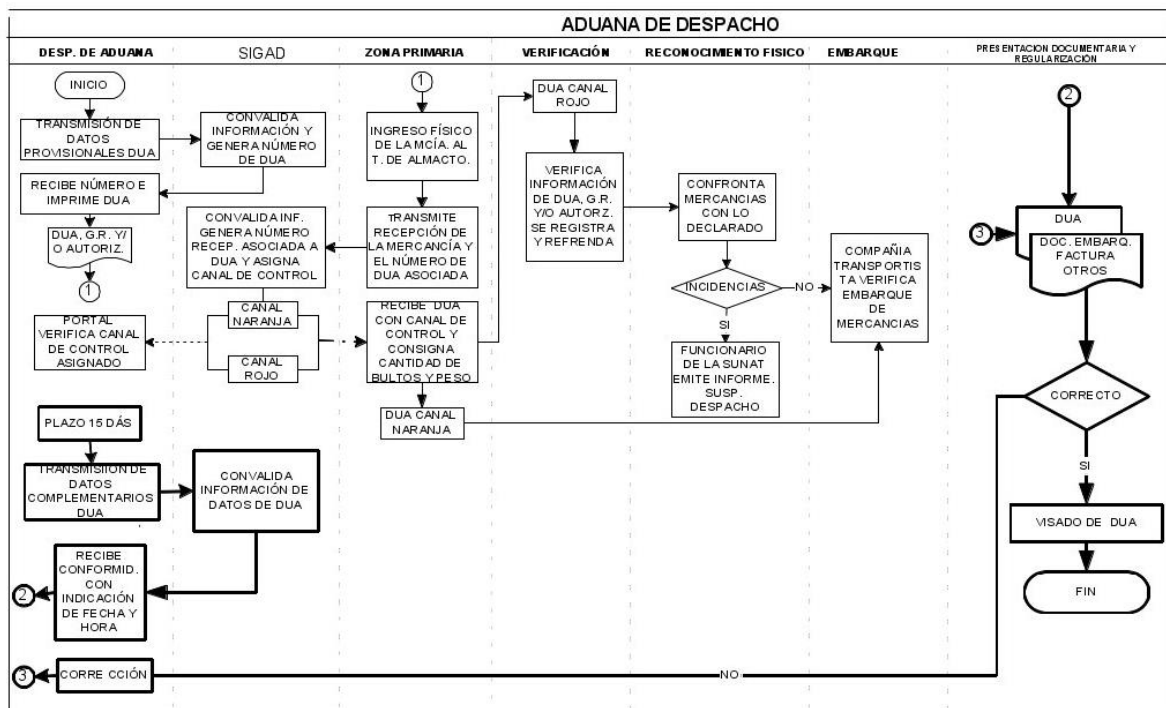 ADUANA DE DESPACHO
DESP. DE ADUANA
SIGAD
ZONA PRIMARIA
VERIFICACIÓN
RECONOCIMIENTO FISICO
EMBARQUE
PRESENTACION DOCUMENTARIA Y
REGULARIZACIÓN
INICIO
TRANSMISIÓN DE
DATOS
PROVISIONALES DUA
RECIBE NÚMERO E
IMPRIME DUA
DUA, G.R. Y/
O AUTORIZ.
1
PORTAL
VERIFICA CANAL
DE CONTROL
ASIGNADO
PLAZO 15 DÁS
TRANSMISIION DE
DATOS
COMPLEMENTARIOS
DUA
RECIBE
CONFORMID.
CON
INDICACIÓN
DE FECHA Y
HORA
2
CORRE CCIÓN
3
CONVALIDA
INFORMACIÓN Y
GENERA NÚMERO
DE DUA
CONVALIDA INF.
GENERA NÚMERO
RECEP. ASOCIADA A
DUA Y ASIGNA
CANAL DE CONTROL
CANAL
NARANJA
CANAL
ROJO
CONVALIDA
INFORMACIÓN DE
DATOS DE DUA
1
INGRESO FÍSICO
DE LA MCÍA. AL
T. DE ALMACTO.
TRANSMITE
RECEPCIÓN DE
LA MERCANCÍA Y
EL NÚMERO DE
DUA ASOCIADA
RECIBE DUA
CON CANAL DE
CONTROL Y
CONSIGNA
CANTIDAD DE
BULTOS Y PESO
DUA CANAL
NARANJA
DUA CANAL
ROJO
VERIFICA
INFORMACIÓN
DE DUA, G.R.
Y/O AUTORZ.
SE REGISTRA
Y REFRENDA
CONFRONTA
MERCANCIAS
CON LO
DECLARADO
INCIDENCIAS
NO
SI
FUNCIONARIO
DE LA SUNAT
EMITE INFORME.
SUSP.
DESPACHO
COMPAÑIA
TRANSPORTIS
TA VERIFICA
EMBARQUE
DE
MERCANCIAS
2
3
DUA
DOC. EMBARQ.
FACTURA
OTROS
CORRECTO
SI
NO
VISADO DE DUA
FIN